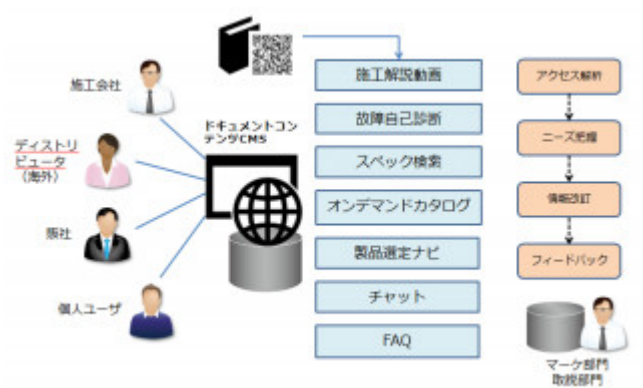 施工会社
ディストリ
ビュータ
(海外)
販社
個人ユーザ
ドキュメントコン
テンツCMS
施工解説動画
故障自己診断
スペック検索
オンデマンドカタログ
製品選定ナビ
チャット
FAQ
アクセス解析
ニーズ把握
情報改訂
フィードバック
マーケ部門
取説部門